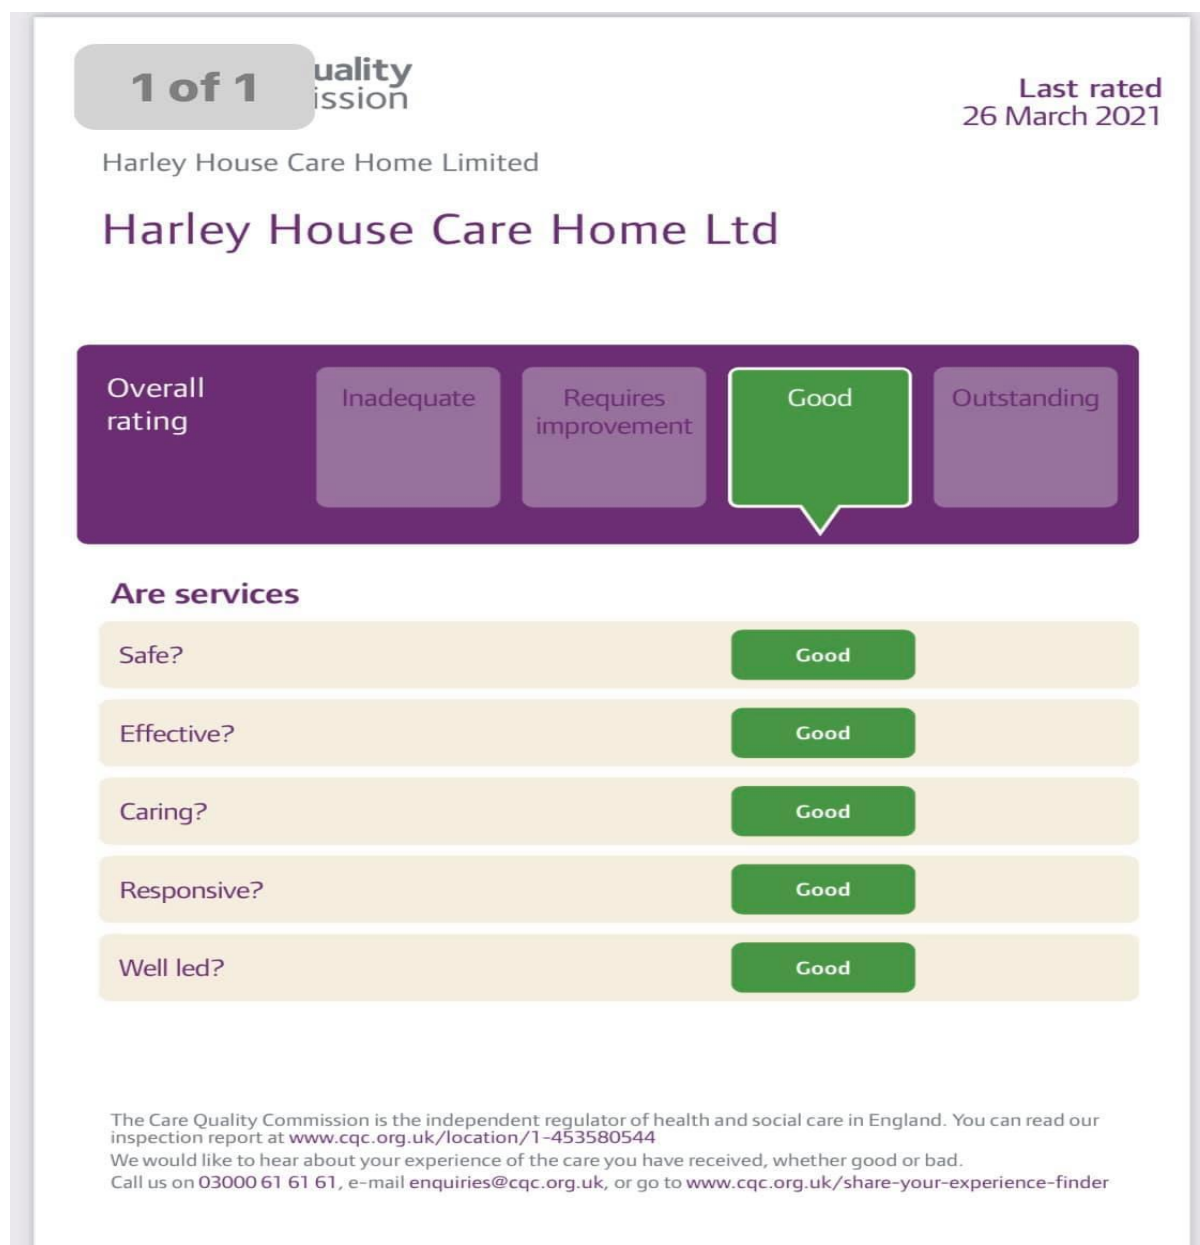 1 of 1
uality
ission
Last rated
26 March 2021
Harley House Care Home Limited
Harley House Care Home Ltd
Overall
rating
Inadequate
Requires
improvement
Good
Outstanding
Are services
Safe?
Good
Effective?
Good
Caring?
Good
Responsive?
Good
Well led?
Good
The Care Quality Commission is the independent regulator of health and social care in England. You can read our
inspection report at www.cqc.org.uk/location/1-453580544
We would like to hear about your experience of the care you have received, whether good or bad.
Call us on 03000 61 61 61, e-mail enquiries@cqc.org.uk, or go to www.cqc.org.uk/share-your-experience-finder